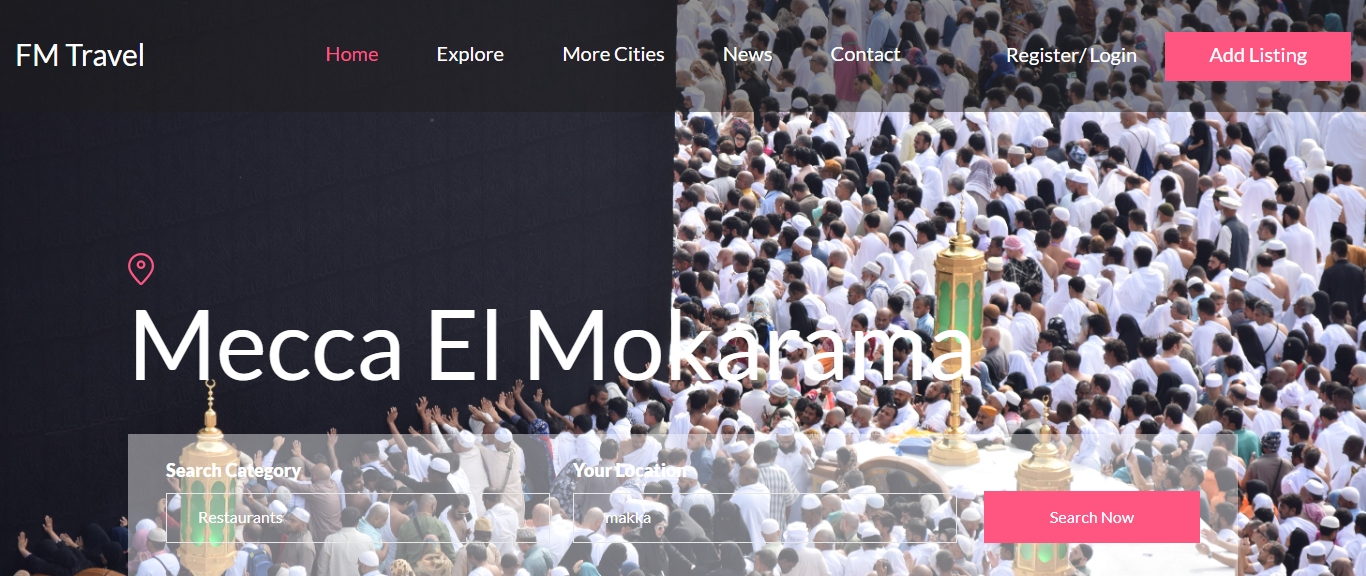 FM Travel
Home
Explore
More Cities
News
Contact
Register/ Login
Add Listing
Mecca El Mokarama
Search Category
Your Location
Restaurants
makka
Search Now